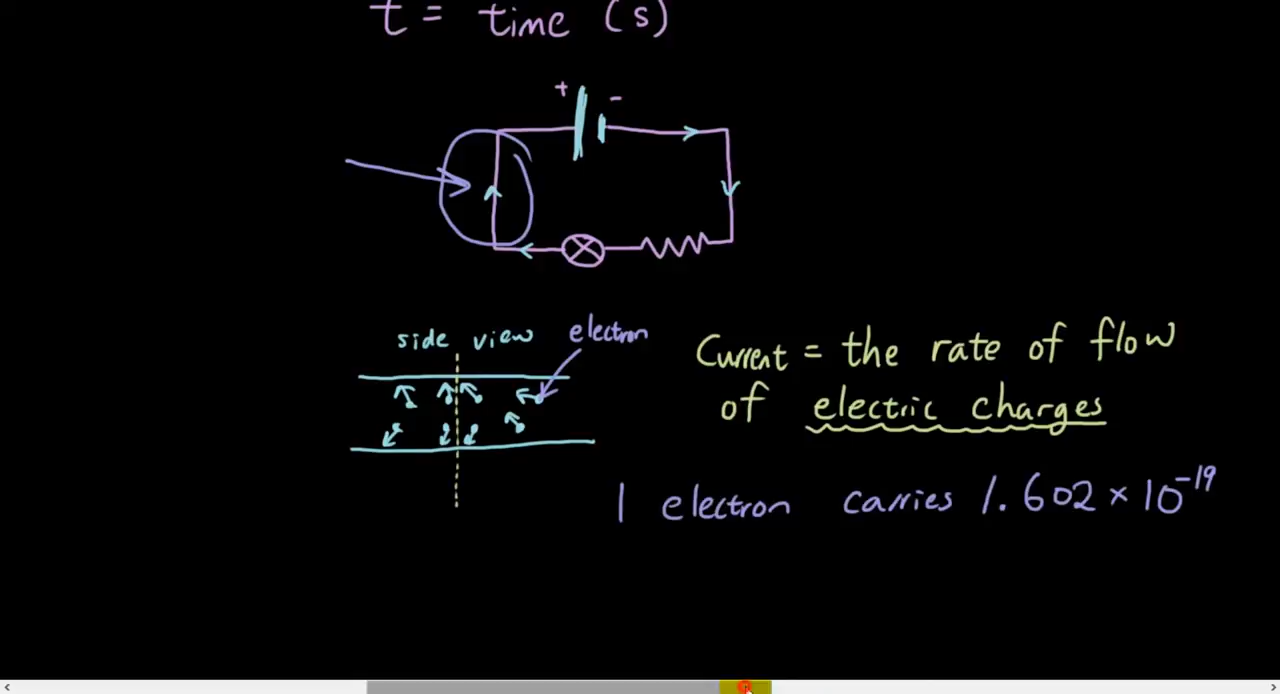 t = time (s)
+ -
side view electron
Current = the rate of flow
of electric charges
1 electron carries 1.602 × 10⁻¹⁹